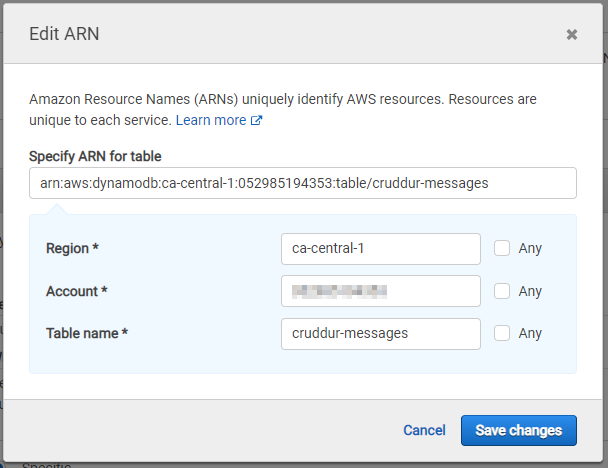 Edit ARN
Amazon Resource Names (ARNs) uniquely identify AWS resources. Resources are
unique to each service. Learn more
Specify ARN for table
arn:aws:dynamodb:ca-central-1:052985194353:table/cruddur-messages
Region * ca-central-1 Any
Account * Any
Table name * cruddur-messages Any
Cancel Save changes